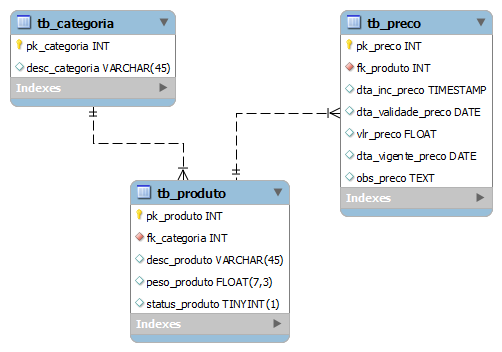 tb_categoria
pk_categoria INT
desc_categoria VARCHAR(45)
Indexes
tb_preco
pk_preco INT
fk_produto INT
dta_inc_preco TIMESTAMP
dta_validade_preco DATE
vlr_preco FLOAT
dta_vigente_preco DATE
obs_preco TEXT
Indexes
tb_produto
pk_produto INT
fk_categoria INT
desc_produto VARCHAR(45)
peso_produto FLOAT(7,3)
status_produto TINYINT(1)
Indexes